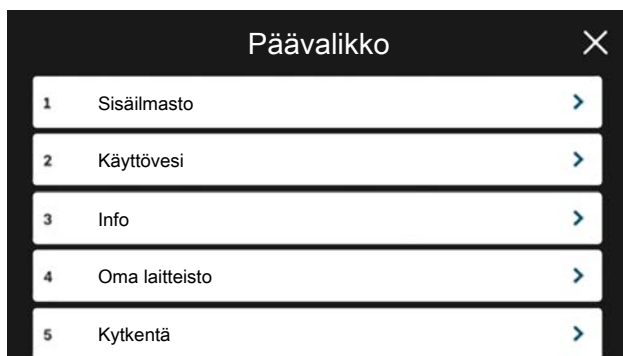 Päävalikko
1 Sisäilmasto
2 Käyttövesi
3 Info
4 Oma laitteisto
5 Kytkentä